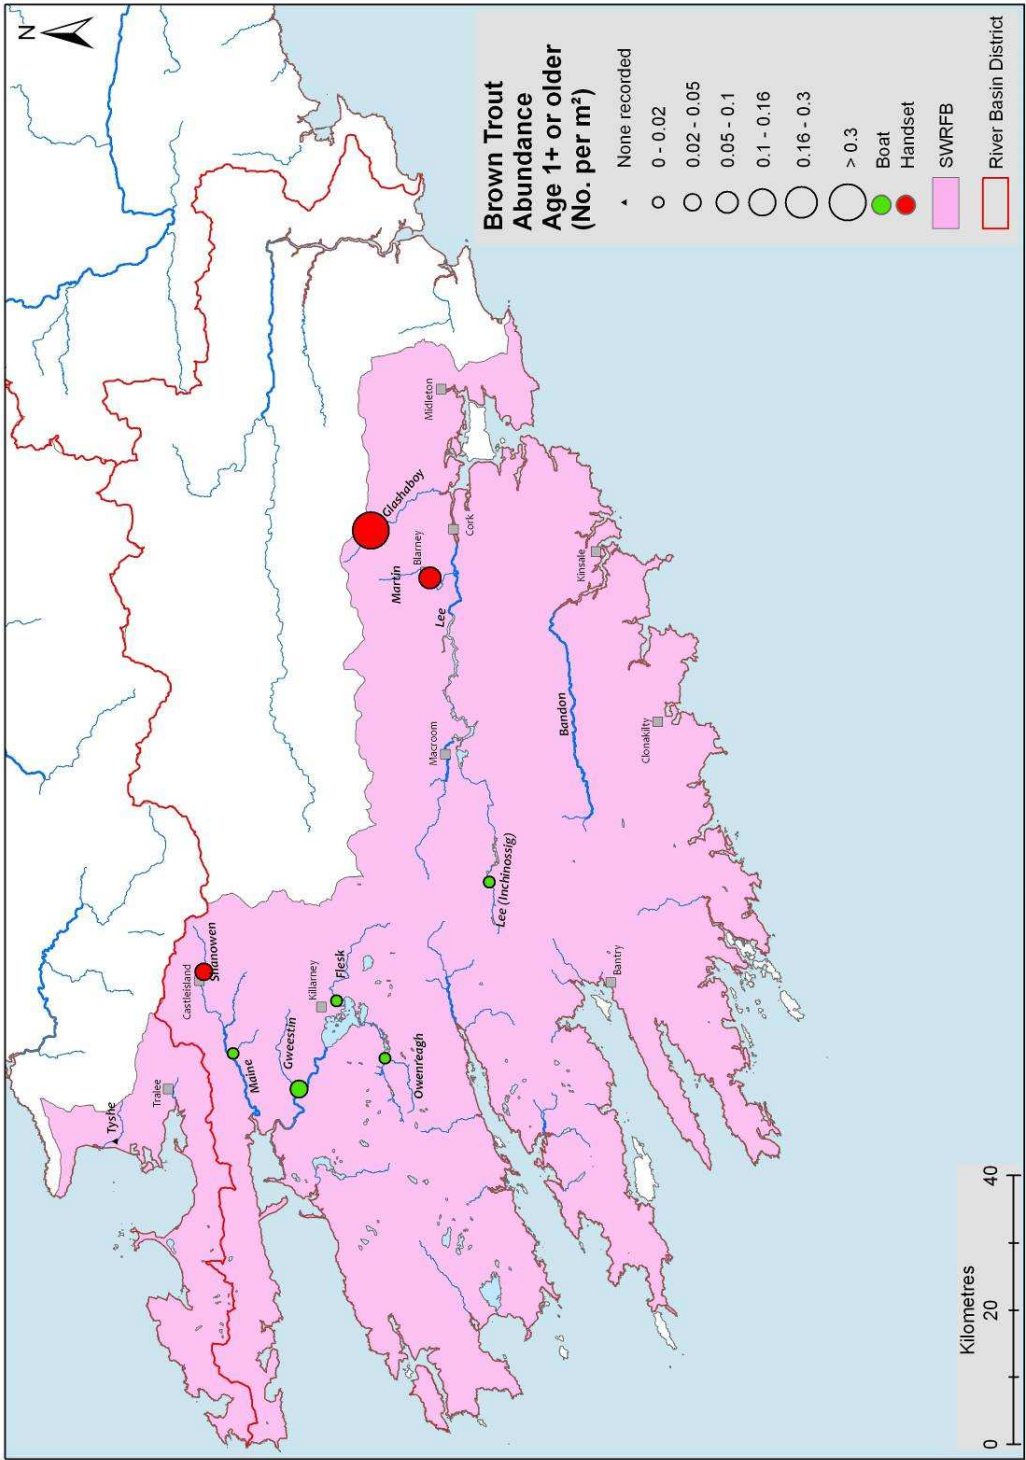 N
Brown Trout
Abundance
Age 1+ or older
(No. per m²)
None recorded
0 - 0.02
0.02 - 0.05
0.05 - 0.1
0.1 - 0.16
0.16 - 0.3
> 0.3
Boat
Handset
SWRFB
River Basin District
Tyshe
Tralee
Castleisland
Shanowen
Maine
Gweestin
Killarney
Flesk
Owenreagh
Glashaboy
Midleton
Martin
Blarney
Cork
Lee
Macroom
Lee (Inchinossig)
Kinsale
Bandon
Clonakilty
Bantry
Kilometres
0 20 40